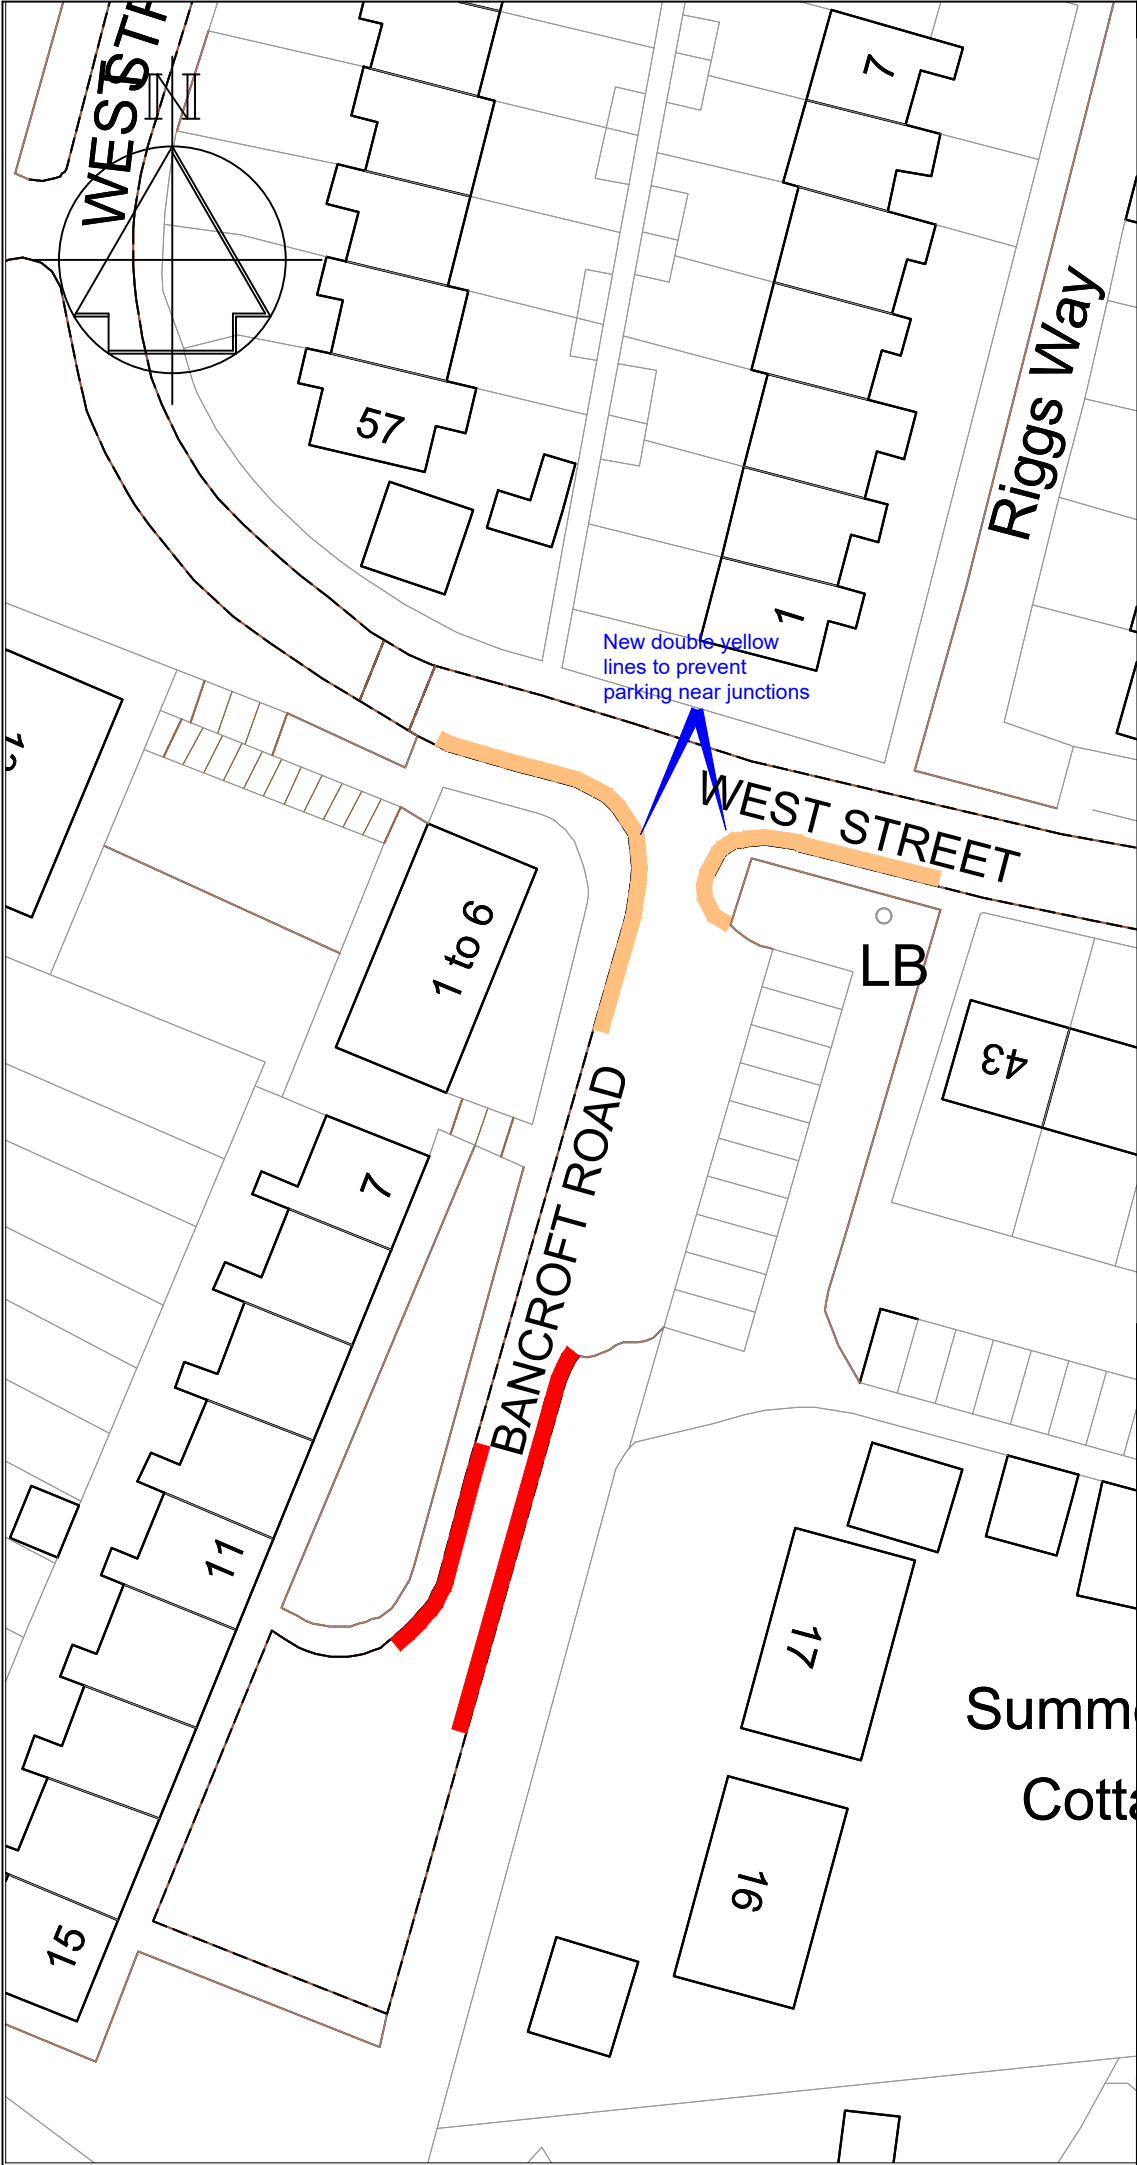 WEST
STR
N
7
57
Riggs Way
1
New double yellow
lines to prevent
parking near junctions
WEST STREET
1 to 6
LB
43
BANCROFT ROAD
7
11
17
Summe
Cotta
16
15